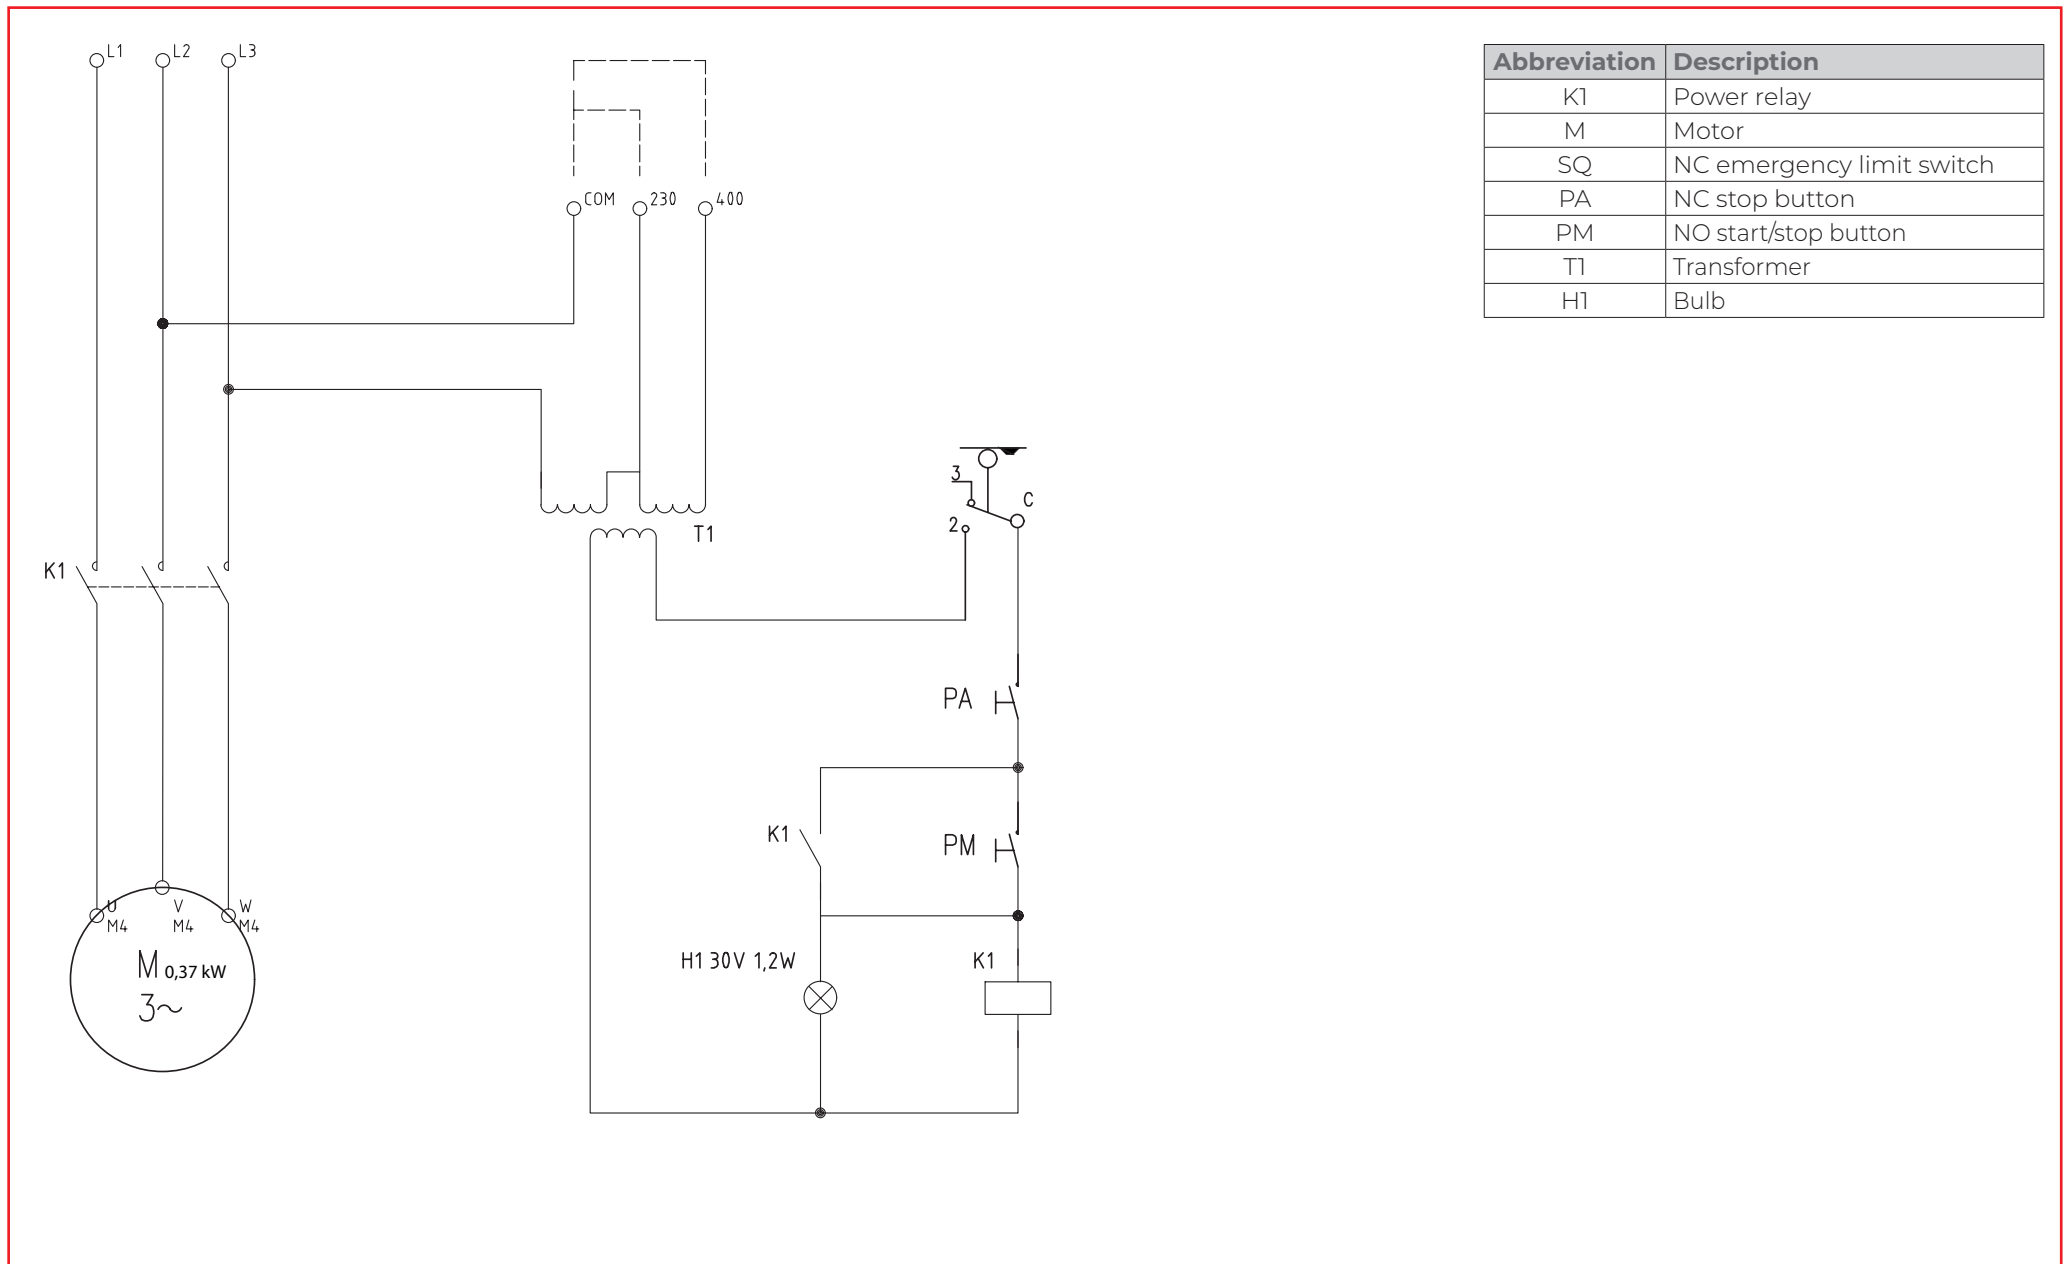 L1 L2 L3
COM 230 400
3
C
2
T1
K1
PA
K1 PM
U V W
M4 M4 M4
M 0,37 kW
3~
H1 30V 1,2W K1
Abbreviation Description
K1 Power relay
M Motor
SQ NC emergency limit switch
PA NC stop button
PM NO start/stop button
T1 Transformer
H1 Bulb